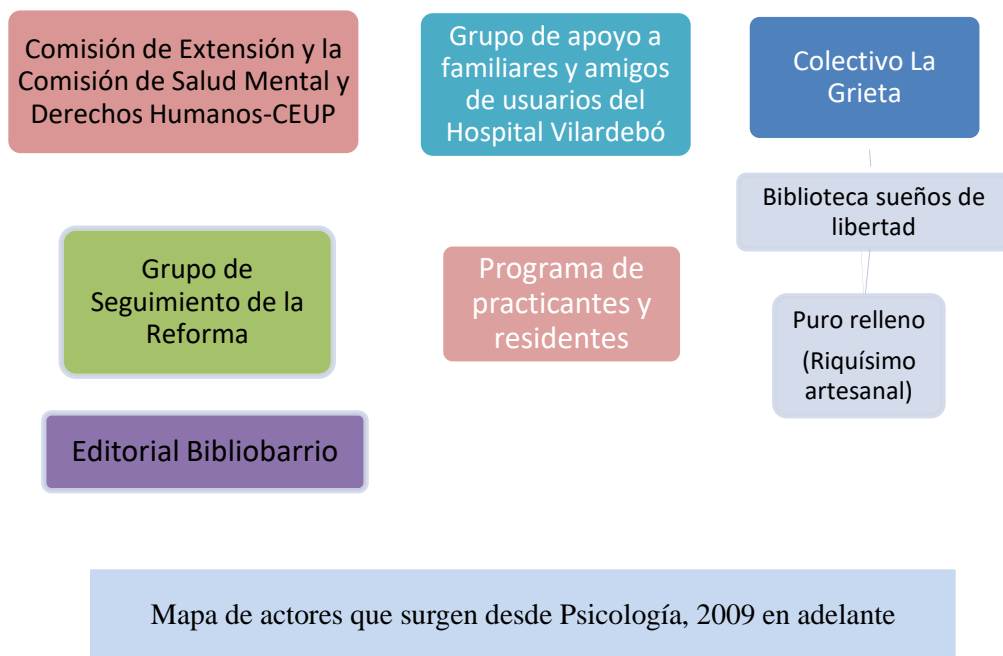 Comisión de Extensión y la
Comisión de Salud Mental y
Derechos Humanos-CEUP
Grupo de apoyo a
familiares y amigos
de usuarios del
Hospital Vilardebó
Colectivo La
Grieta
Biblioteca sueños de
libertad
Grupo de
Seguimiento de la
Reforma
Programa de
practicantes y
residentes
Puro relleno
(Riquísimo
artesanal)
Editorial Bibliobarrio
Mapa de actores que surgen desde Psicología, 2009 en adelante